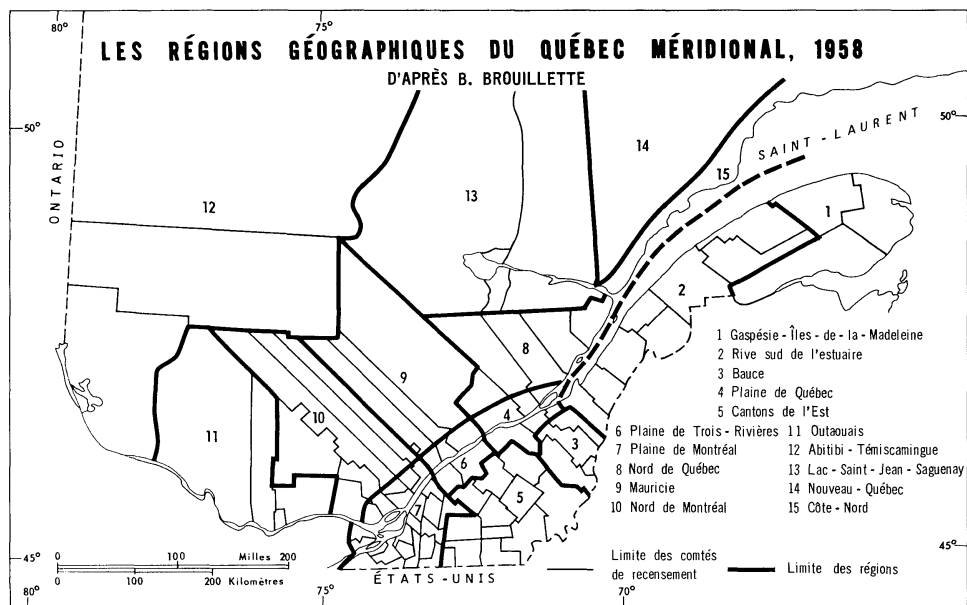 80° 75°
LES RÉGIONS GÉOGRAPHIQUES DU QUÉBEC MÉRIDIONAL, 1958
D'APRÈS B. BROUILLETTE
50° 50°
ONTARIO
SAINT-LAURENT
14
15
13
12
1
2
8
9
4
3
10
11
6
5
7
1 Gaspésie-Îles-de-la-Madeleine
2 Rive sud de l'estuaire
3 Bauce
4 Plaine de Québec
5 Cantons de l'Est
6 Plaine de Trois-Rivières 11 Outaouais
7 Plaine de Montréal 12 Abitibi-Témiscamingue
8 Nord de Québec 13 Lac-Saint-Jean-Saguenay
9 Mauricie 14 Nouveau-Québec
10 Nord de Montréal 15 Côte-Nord
45° 45°
0 100 Milles 200
0 100 200 Kilomètres
ÉTATS-UNIS
Limite des comtés
de recensement
Limite des régions
80° 75° 70°